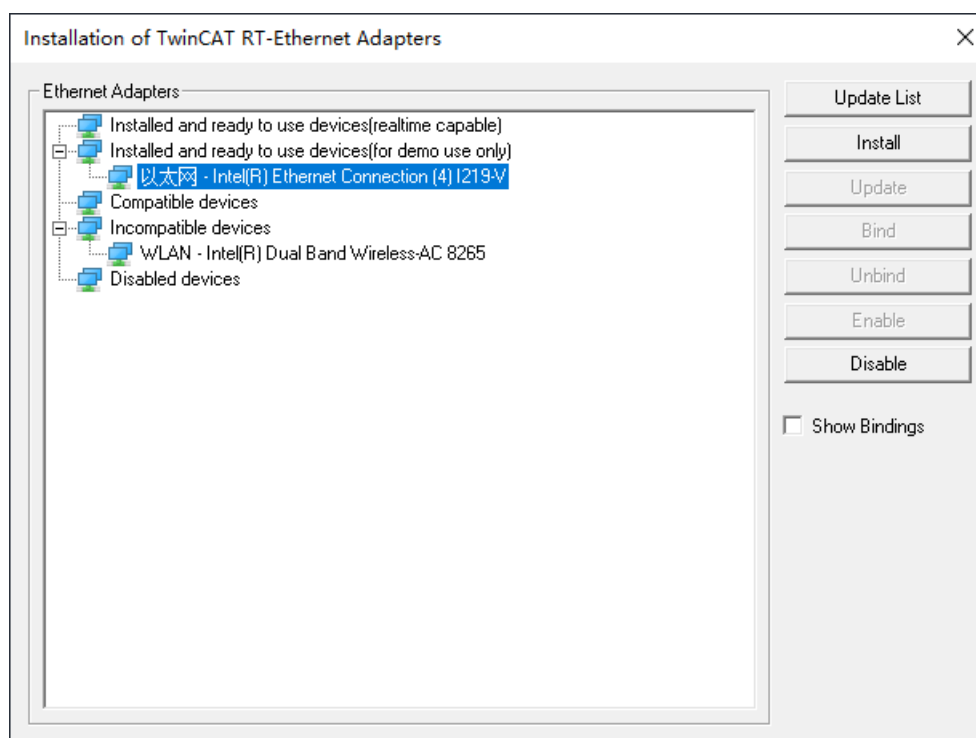 Installation of TwinCAT RT-Ethernet Adapters
Ethernet Adapters
Installed and ready to use devices(realtime capable)
Installed and ready to use devices(for demo use only)
以太网 - Intel(R) Ethernet Connection (4) I219-V
Compatible devices
Incompatible devices
WLAN - Intel(R) Dual Band Wireless-AC 8265
Disabled devices
Update List
Install
Update
Bind
Unbind
Enable
Disable
Show Bindings